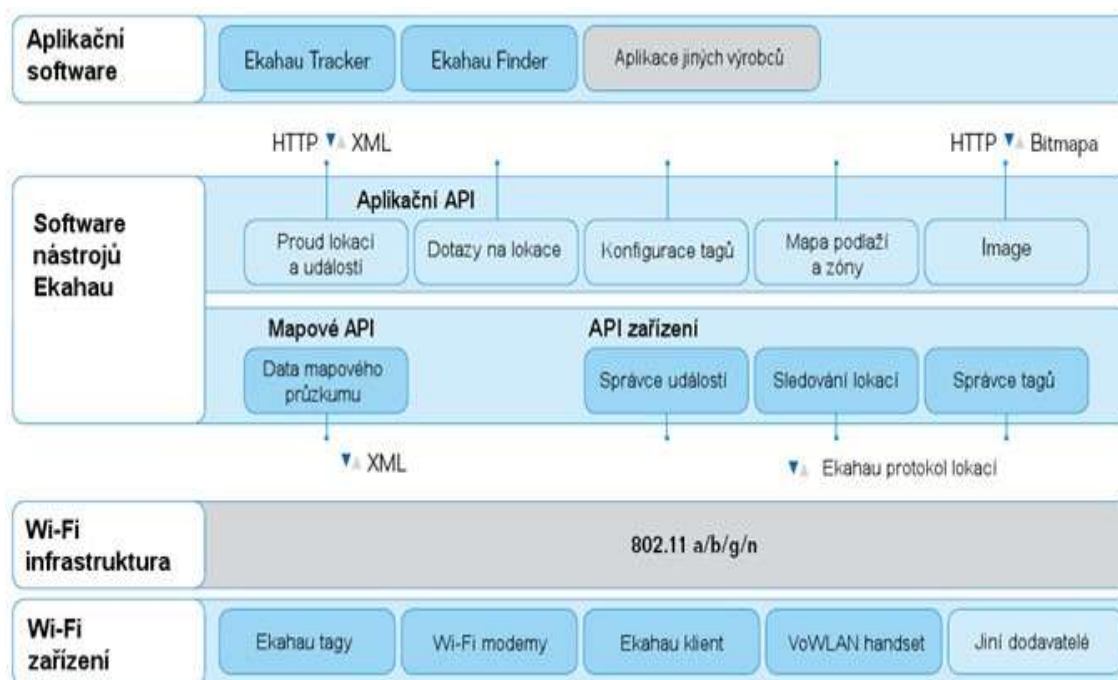 Aplikační
software
Ekahau Tracker
Ekahau Finder
Aplikace jiných výrobců
HTTP XML
HTTP Bitmapa
Software
nástrojů
Ekahau
Aplikační API
Proud lokací
a událostí
Dotazy na lokace
Konfigurace tagů
Mapa podlaží
a zóny
Image
Mapové API
API zařízení
Data mapového
průzkumu
Správce událostí
Sledování lokací
Správce tagů
XML
Ekahau protokol lokací
Wi-Fi
infrastruktura
802.11 a/b/g/n
Wi-Fi
zařízení
Ekahau tagy
Wi-Fi modemy
Ekahau klient
VoWLAN handset
Jiní dodavatelé